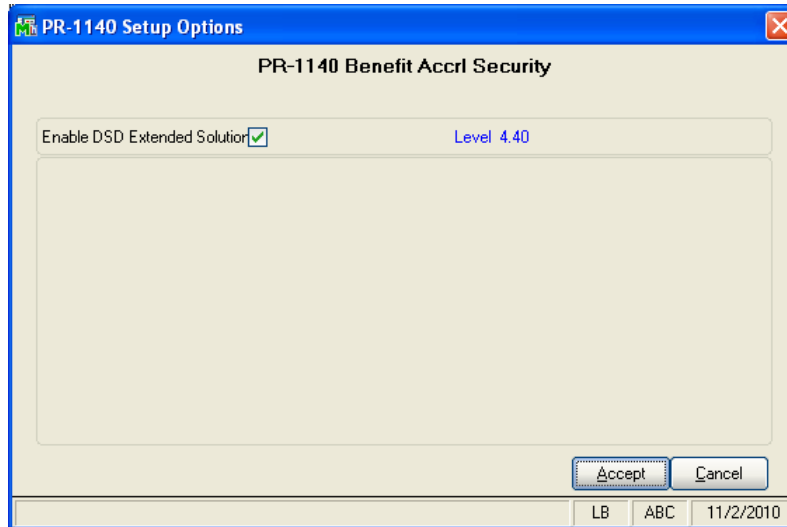 PR-1140 Setup Options
PR-1140 Benefit Accrl Security
Enable DSD Extended Solution Level 4.40
Accept Cancel
LB ABC 11/2/2010